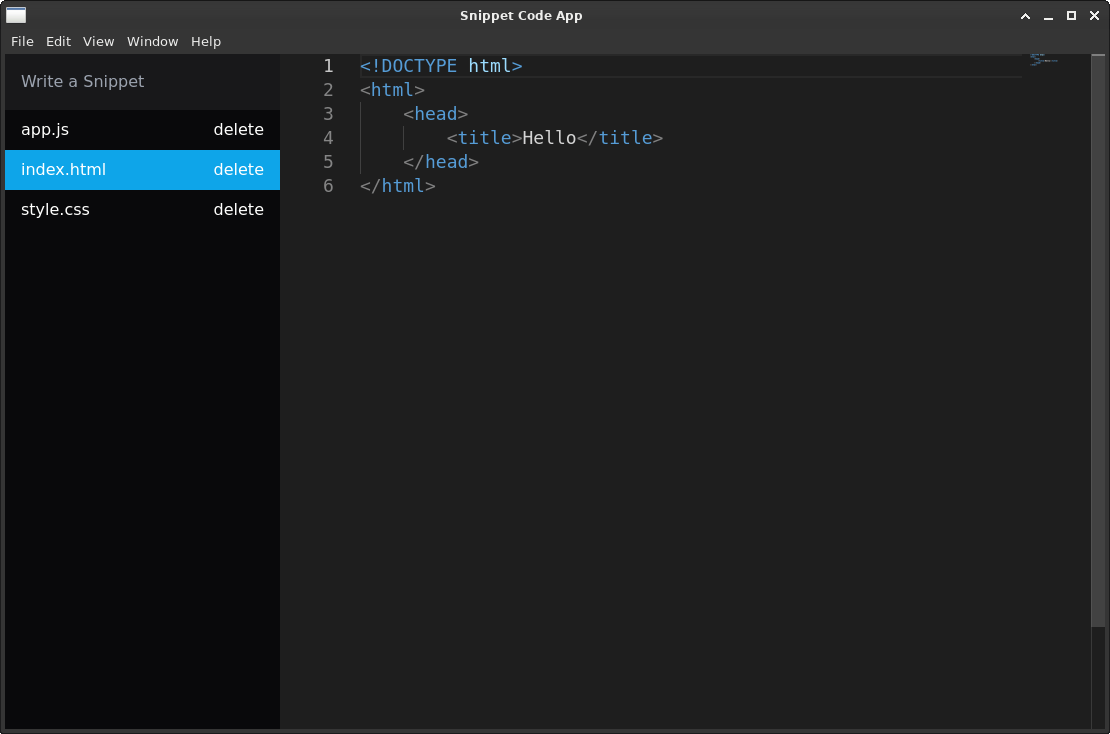 Snippet Code App
File Edit View Window Help
Write a Snippet
app.js delete
index.html delete
style.css delete
1 <!DOCTYPE html>
2 <html>
3     <head>
4         <title>Hello</title>
5     </head>
6 </html>